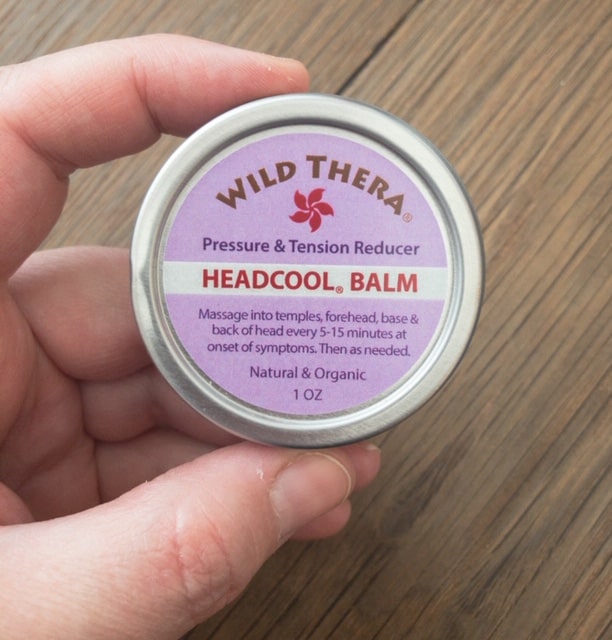 WILD THERA®
Pressure & Tension Reducer
HEADCOOL® BALM
Massage into temples, forehead, base &
back of head every 5-15 minutes at
onset of symptoms. Then as needed.
Natural & Organic
1 OZ